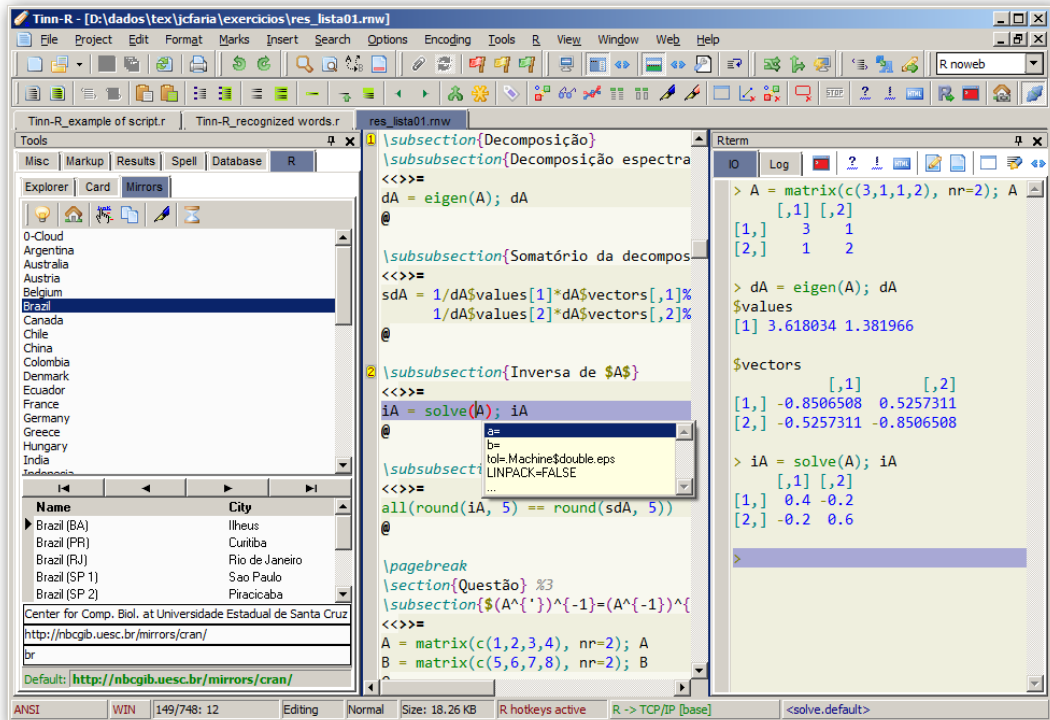 Tinn-R - [D:\dados\tex\jcfaria\exercicios\res_lista01.rnw]
File Project Edit Format Marks Insert Search Options Encoding Tools R View Window Web Help
R noweb
STOP
Tinn-R_example of script.r Tinn-R_recognized words.r res_lista01.rnw
Tools
Misc Markup Results Spell Database R
Explorer Card Mirrors
0-Cloud
Argentina
Australia
Austria
Belgium
Brazil
Canada
Chile
China
Colombia
Denmark
Ecuador
France
Germany
Greece
Hungary
India
Indonesia
Name City
Brazil (BA) Ilheus
Brazil (PR) Curitiba
Brazil (RJ) Rio de Janeiro
Brazil (SP 1) Sao Paulo
Brazil (SP 2) Piracicaba
Center for Comp. Biol. at Universidade Estadual de Santa Cruz
http://nbcgib.uesc.br/mirrors/cran/
br
Default: http://nbcgib.uesc.br/mirrors/cran/
1 \subsection{Decomposição}
\subsection{Decomposição espectra
<<>>=
dA = eigen(A); dA
@
\subsubsection{Somatório da decompos
<<>>=
sdA = 1/dA$values[1]*dA$vectors[,1]%
1/dA$values[2]*dA$vectors[,2]%
@
2 \subsubsection{Inversa de $A$}
<<>>=
iA = solve(A); iA
@
a=
b=
tol=.Machine$double.eps
LINPACK=FALSE
...
\subsubsecti
<<>>=
all(round(iA, 5) == round(sdA, 5))
@
\pagebreak
\section{Questão} %3
\subsection{$(A^{'})^{-1}=(A^{-1})^{
<<>>=
A = matrix(c(1,2,3,4), nr=2); A
B = matrix(c(5,6,7,8), nr=2); B
Rterm
IO Log
> A = matrix(c(3,1,1,2), nr=2); A
[,1] [,2]
[1,] 3 1
[2,] 1 2
> dA = eigen(A); dA
$values
[1] 3.618034 1.381966
$vectors
[,1] [,2]
[1,] -0.8506508 0.5257311
[2,] -0.5257311 -0.8506508
> iA = solve(A); iA
[,1] [,2]
[1,] 0.4 -0.2
[2,] -0.2 0.6
>
ANSI WIN 149/748: 12 Editing Normal Size: 18.26 KB R hotkeys active R -> TCP/IP [base] <solve.default>